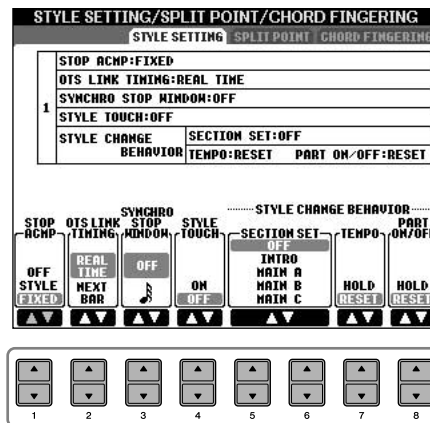 STYLE SETTING/SPLIT POINT/CHORD FINGERING
STYLE SETTING SPLIT POINT CHORD FINGERING
1
STOP ACMP:FIXED
OTS LINK TIMING:REAL TIME
SYNCHRO STOP WINDOW:OFF
STYLE TOUCH:OFF
STYLE CHANGE BEHAVIOR
SECTION SET:OFF
TEMPO:RESET PART ON/OFF:RESET
STOP ACMP
OFF
STYLE
FIXED
OTS LINK TIMING
REAL TIME
NEXT BAR
SYNCHRO STOP WINDOW
OFF
STYLE TOUCH
ON
OFF
STYLE CHANGE BEHAVIOR
SECTION SET
OFF
INTRO
MAIN A
MAIN B
MAIN C
TEMPO
HOLD
RESET
PART ON/OFF
HOLD
RESET
1 2 3 4 5 6 7 8